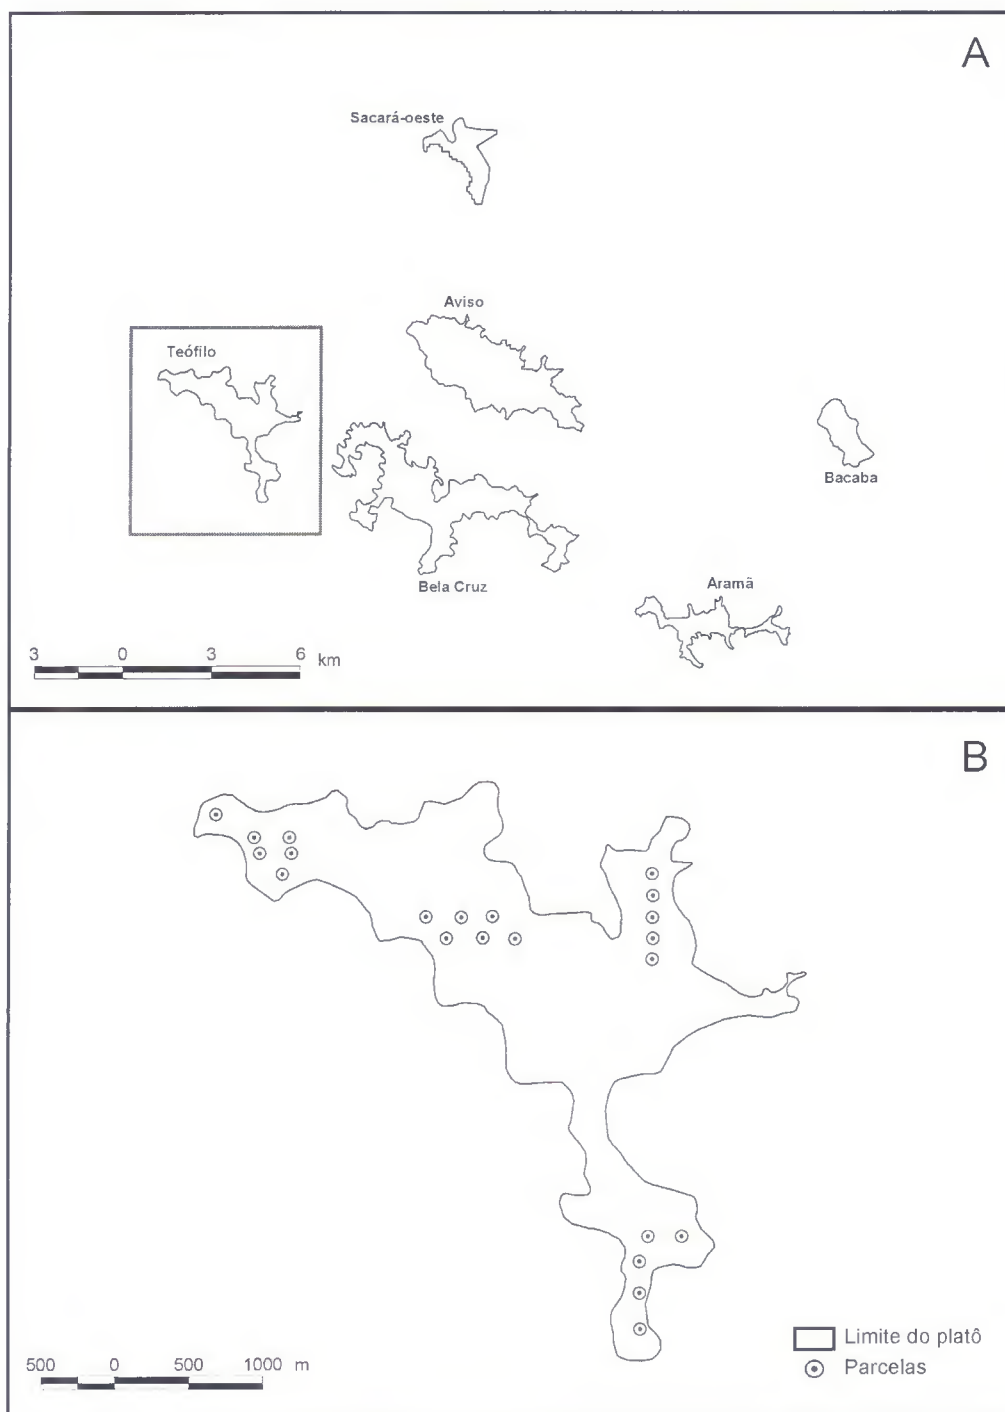 A
Sacará-oeste
Aviso
Teófilo
Bacaba
Bela Cruz
Aramã
3 0 3 6 km
B
Limite do platô
500 0 500 1000 m
Parcelas